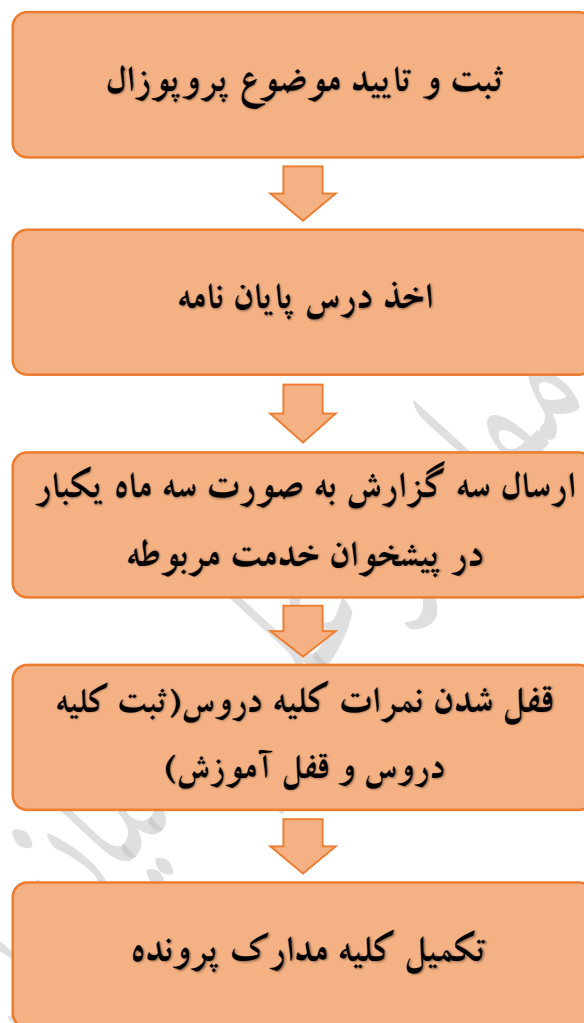 ثبت و تایید موضوع پروپوزال
اخذ درس پایان نامه
ارسال سه گزارش به صورت سه ماه یکبار
در پیشخوان خدمت مربوطه
قفل شدن نمرات کلیه دروس(ثبت کلیه
دروس و قفل آموزش)
تکمیل کلیه مدارک پرونده